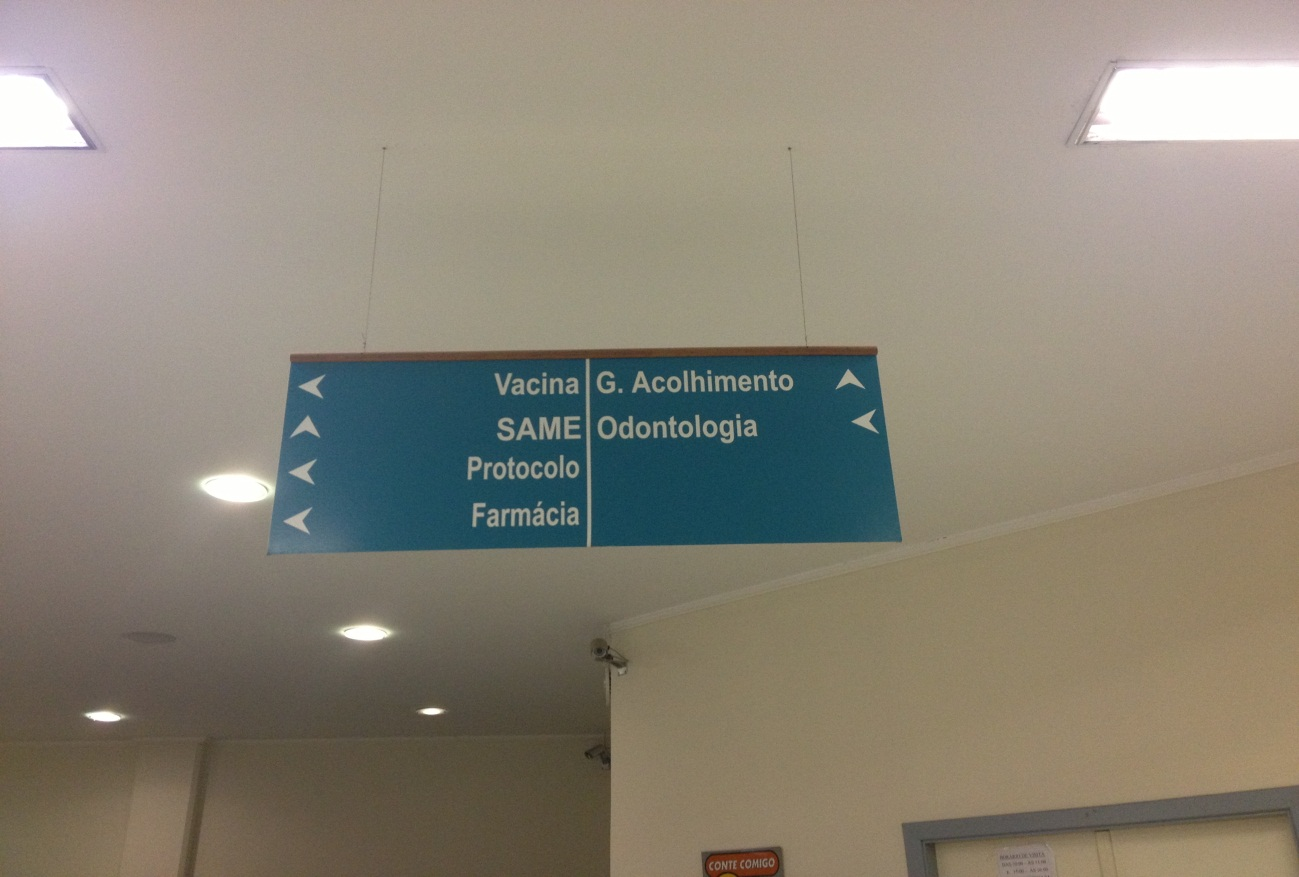 Vacina
SAME
Protocolo
Farmácia
G. Acolhimento
Odontologia
CONTE COMIGO